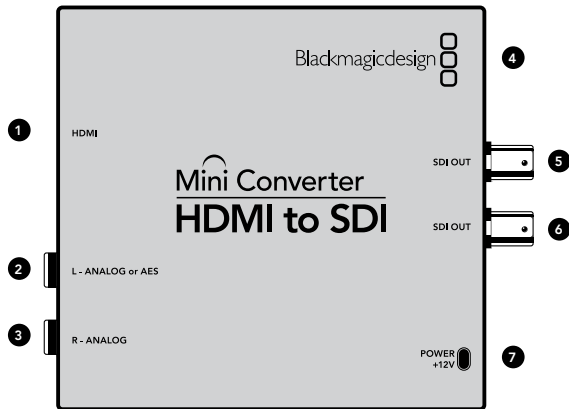 Blackmagicdesign
4
1
HDMI
SDI OUT
5
Mini Converter
HDMI to SDI
SDI OUT
6
2
L - ANALOG or AES
3
R - ANALOG
POWER
+12V
7